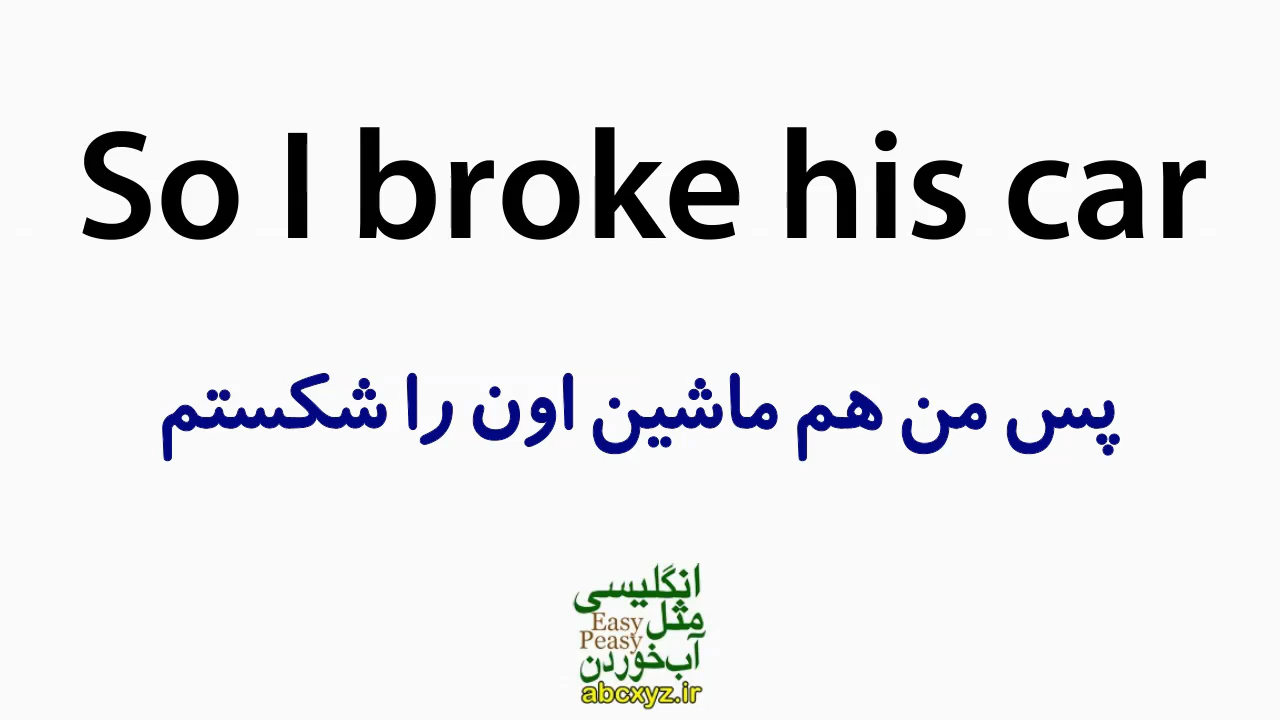 So I broke his car
پس من هم ماشین اون را شکستم
انگلیسی
مثل
Easy
Peasy
آب‌خوردن
abcxyz.ir